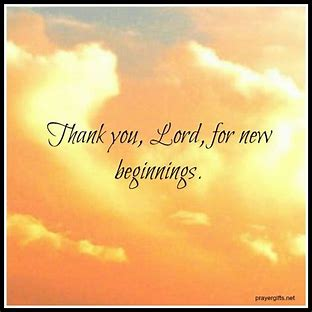 Thank you, Lord, for new
beginnings.
prayergifts.net